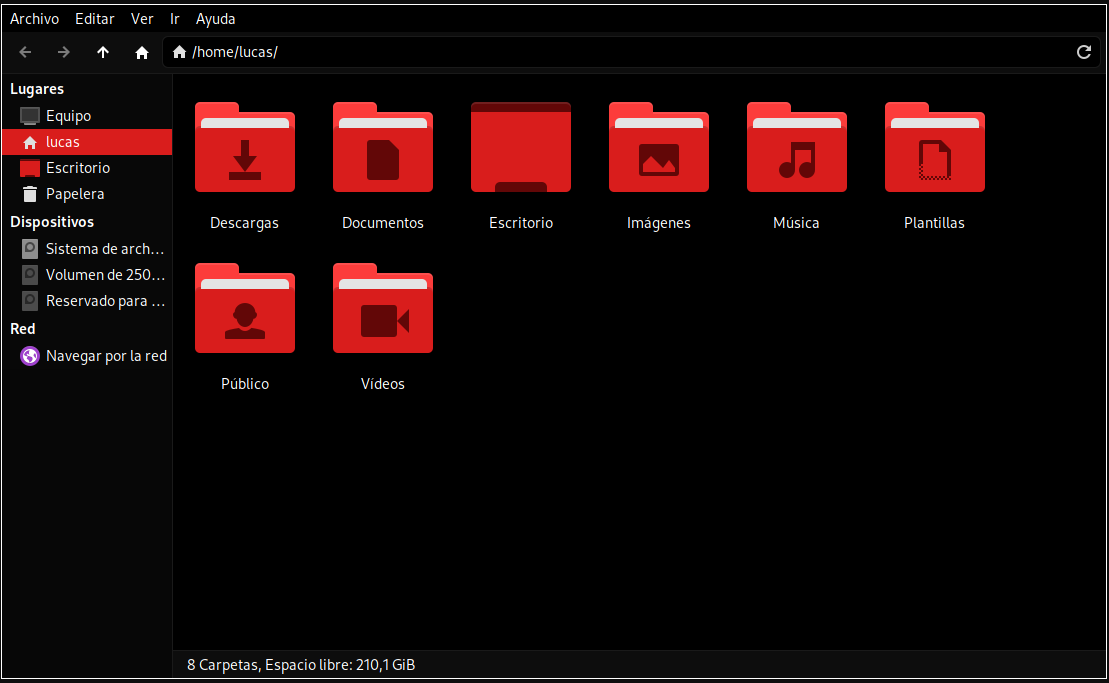 Archivo Editar Ver Ir Ayuda
/home/lucas/
Lugares
Equipo
lucas
Escritorio
Papelera
Dispositivos
Sistema de arch…
Volumen de 250…
Reservado para …
Red
Navegar por la red
Descargas Documentos Escritorio Imágenes Música Plantillas
Público Vídeos
8 Carpetas, Espacio libre: 210,1 GiB